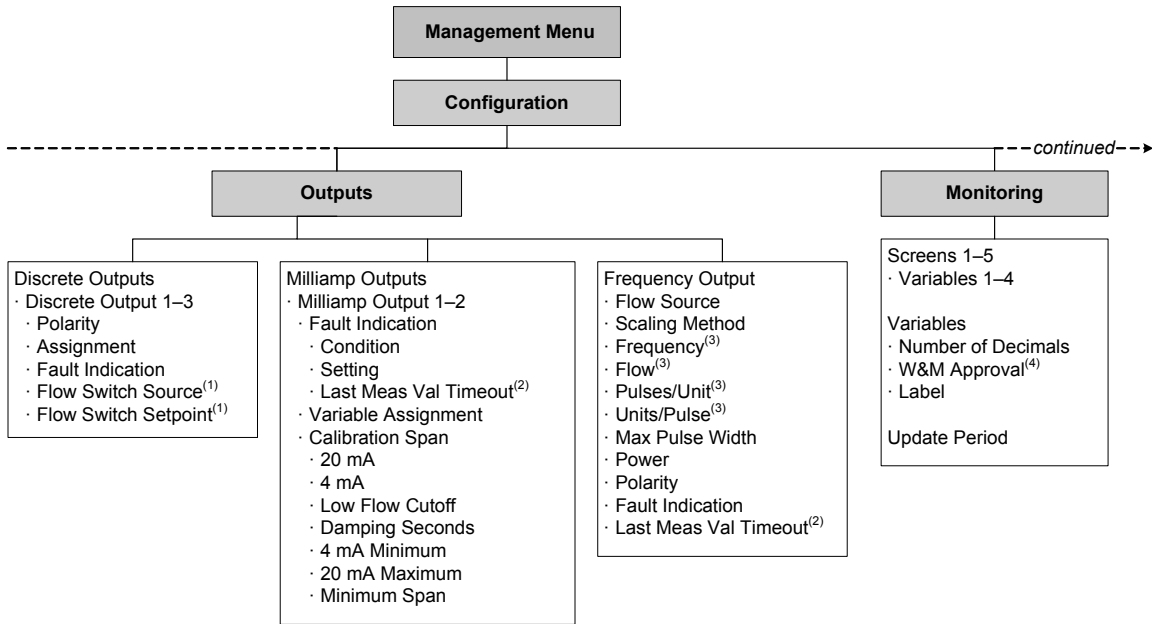 Management Menu
Configuration
continued
Outputs
Monitoring
Discrete Outputs
· Discrete Output 1–3
· Polarity
· Assignment
· Fault Indication
· Flow Switch Source(1)
· Flow Switch Setpoint(1)
Milliamp Outputs
· Milliamp Output 1–2
· Fault Indication
· Condition
· Setting
· Last Meas Val Timeout(2)
· Variable Assignment
· Calibration Span
· 20 mA
· 4 mA
· Low Flow Cutoff
· Damping Seconds
· 4 mA Minimum
· 20 mA Maximum
· Minimum Span
Frequency Output
· Flow Source
· Scaling Method
· Frequency(3)
· Flow(3)
· Pulses/Unit(3)
· Units/Pulse(3)
· Max Pulse Width
· Power
· Polarity
· Fault Indication
· Last Meas Val Timeout(2)
Screens 1–5
· Variables 1–4
Variables
· Number of Decimals
· W&M Approval(4)
· Label
Update Period